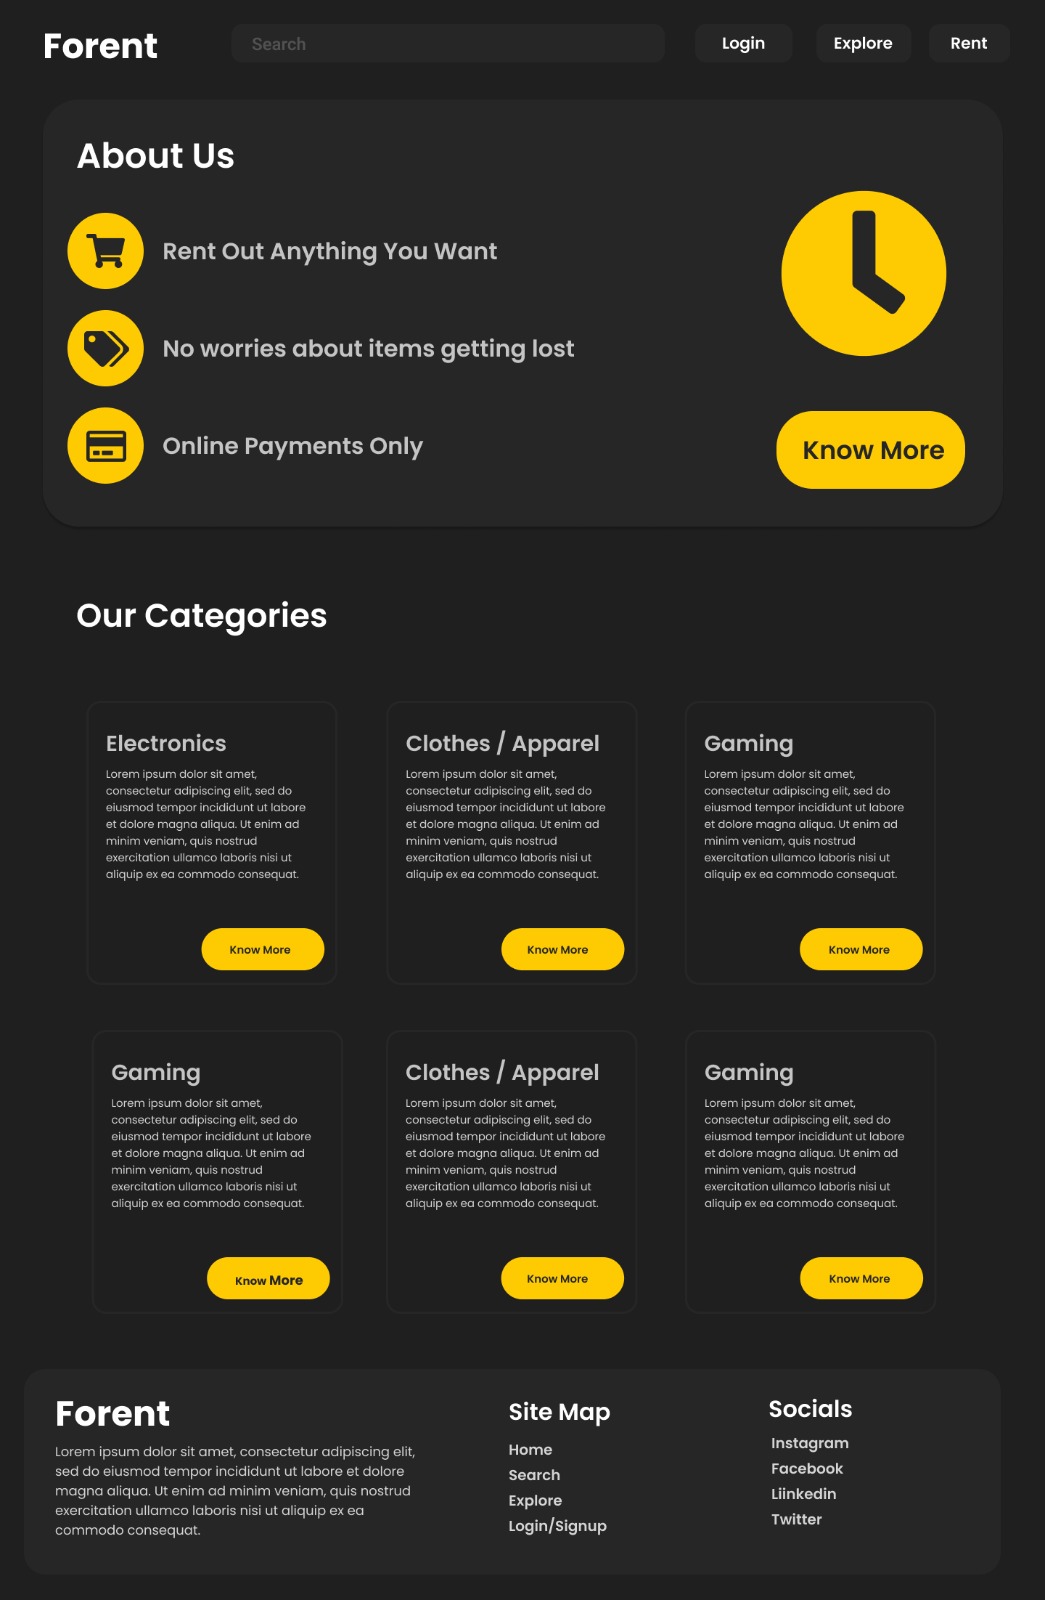 Forent
Search
Login
Explore
Rent
About Us
Rent Out Anything You Want
No worries about items getting lost
Online Payments Only
Know More
Our Categories
Electronics
Lorem ipsum dolor sit amet,
consectetur adipiscing elit, sed do
eiusmod tempor incididunt ut labore
et dolore magna aliqua. Ut enim ad
minim veniam, quis nostrud
exercitation ullamco laboris nisi ut
aliquip ex ea commodo consequat.
Know More
Clothes / Apparel
Lorem ipsum dolor sit amet,
consectetur adipiscing elit, sed do
eiusmod tempor incididunt ut labore
et dolore magna aliqua. Ut enim ad
minim veniam, quis nostrud
exercitation ullamco laboris nisi ut
aliquip ex ea commodo consequat.
Know More
Gaming
Lorem ipsum dolor sit amet,
consectetur adipiscing elit, sed do
eiusmod tempor incididunt ut labore
et dolore magna aliqua. Ut enim ad
minim veniam, quis nostrud
exercitation ullamco laboris nisi ut
aliquip ex ea commodo consequat.
Know More
Gaming
Lorem ipsum dolor sit amet,
consectetur adipiscing elit, sed do
eiusmod tempor incididunt ut labore
et dolore magna aliqua. Ut enim ad
minim veniam, quis nostrud
exercitation ullamco laboris nisi ut
aliquip ex ea commodo consequat.
Know More
Clothes / Apparel
Lorem ipsum dolor sit amet,
consectetur adipiscing elit, sed do
eiusmod tempor incididunt ut labore
et dolore magna aliqua. Ut enim ad
minim veniam, quis nostrud
exercitation ullamco laboris nisi ut
aliquip ex ea commodo consequat.
Know More
Gaming
Lorem ipsum dolor sit amet,
consectetur adipiscing elit, sed do
eiusmod tempor incididunt ut labore
et dolore magna aliqua. Ut enim ad
minim veniam, quis nostrud
exercitation ullamco laboris nisi ut
aliquip ex ea commodo consequat.
Know More
Forent
Lorem ipsum dolor sit amet, consectetur adipiscing elit,
sed do eiusmod tempor incididunt ut labore et dolore
magna aliqua. Ut enim ad minim veniam, quis nostrud
exercitation ullamco laboris nisi ut aliquip ex ea
commodo consequat.
Site Map
Home
Search
Explore
Login/Signup
Socials
Instagram
Facebook
Liinkedin
Twitter